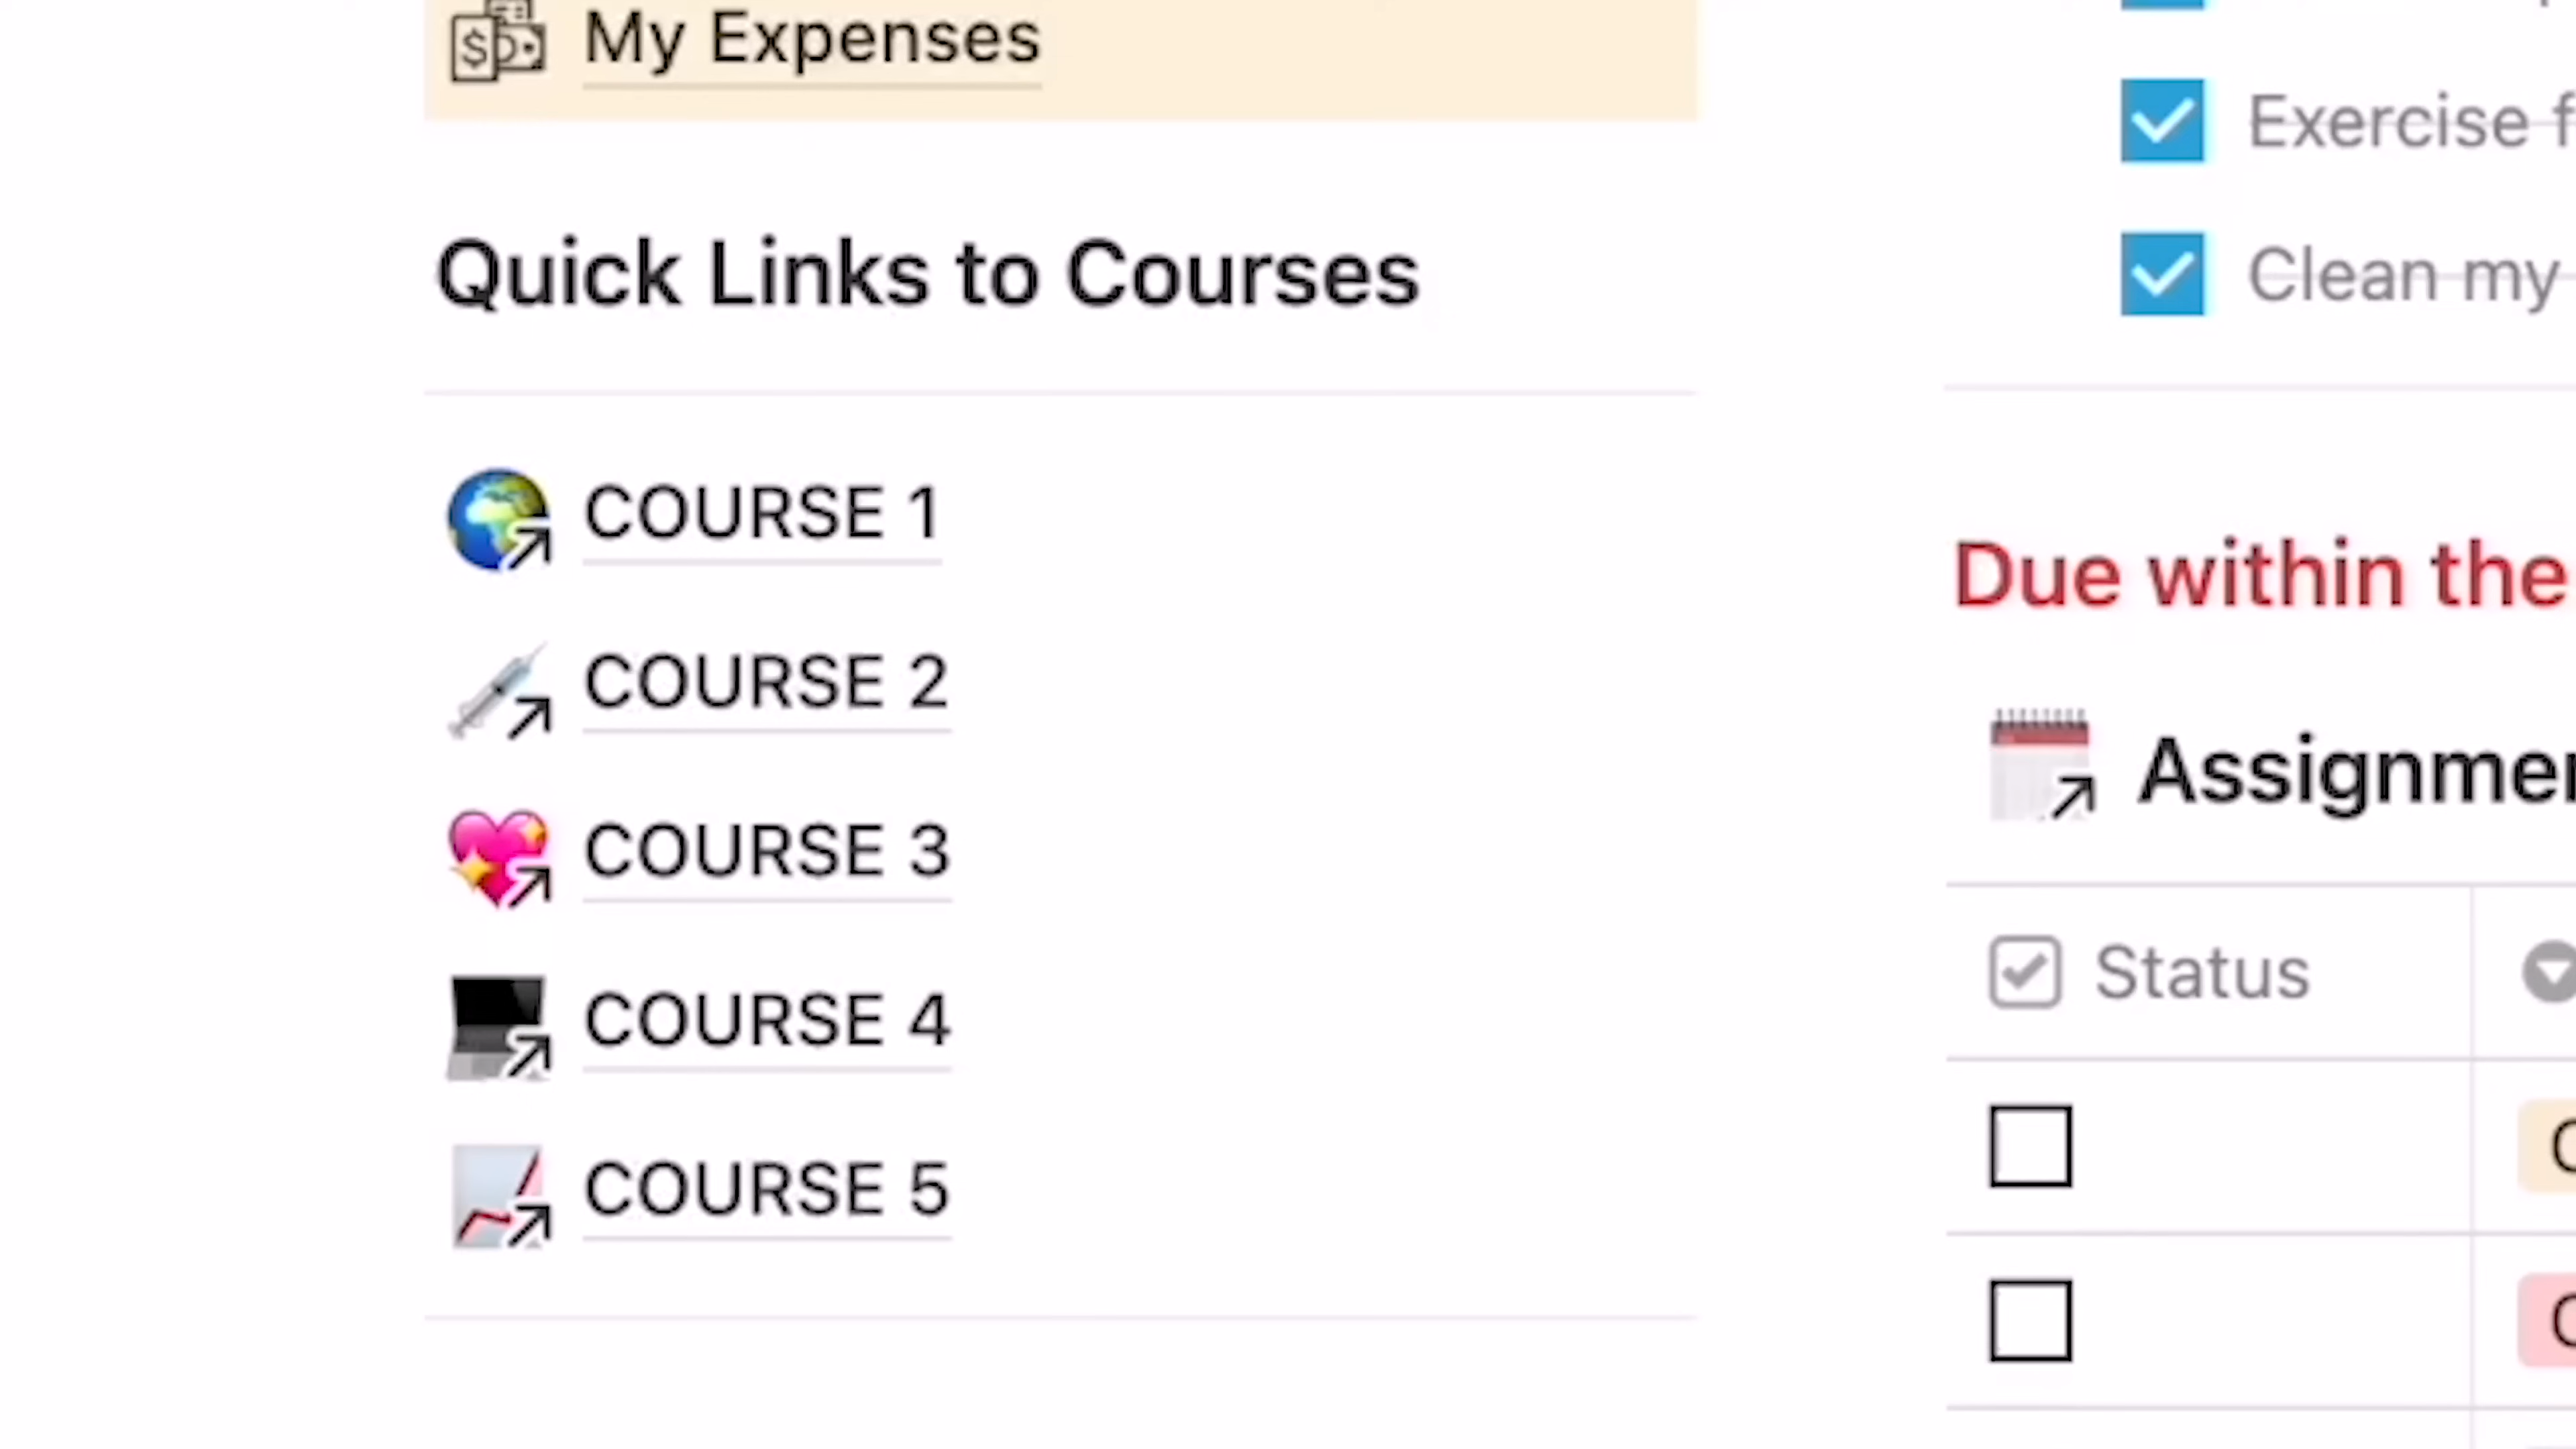 My Expenses
Quick Links to Courses
COURSE 1
COURSE 2
COURSE 3
COURSE 4
COURSE 5
Exercise
Clean my
Due within the
Status